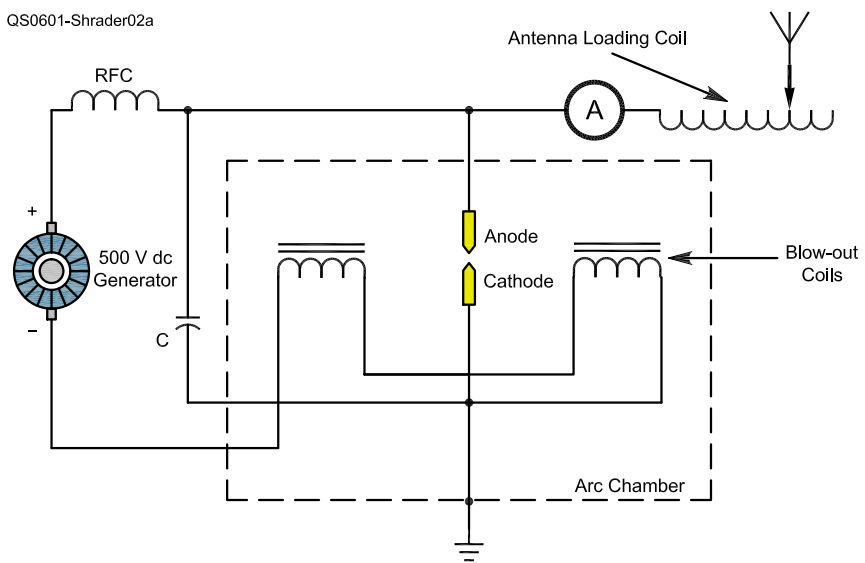 QS0601-Shrader02a
Antenna Loading Coil
RFC
A
+
500 V dc
Generator
Anode
Cathode
Blow-out
Coils
–
C
Arc Chamber